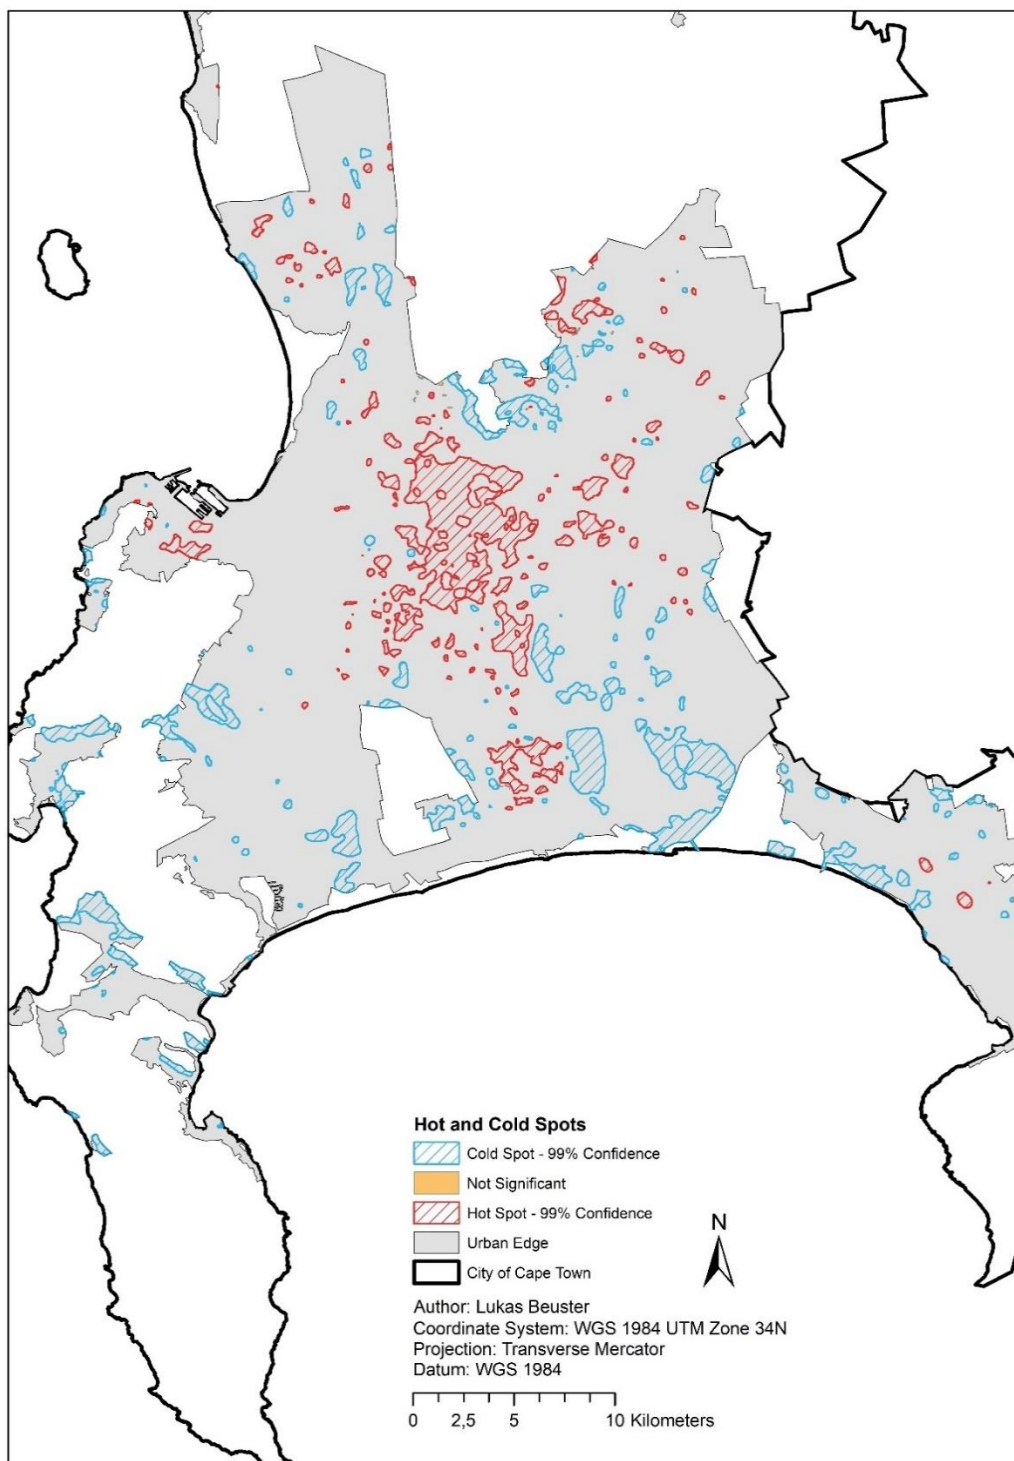 Hot and Cold Spots
Cold Spot - 99% Confidence
Not Significant
Hot Spot - 99% Confidence
Urban Edge
City of Cape Town
N
Author: Lukas Beuster
Coordinate System: WGS 1984 UTM Zone 34N
Projection: Transverse Mercator
Datum: WGS 1984
0 2,5 5 10 Kilometers